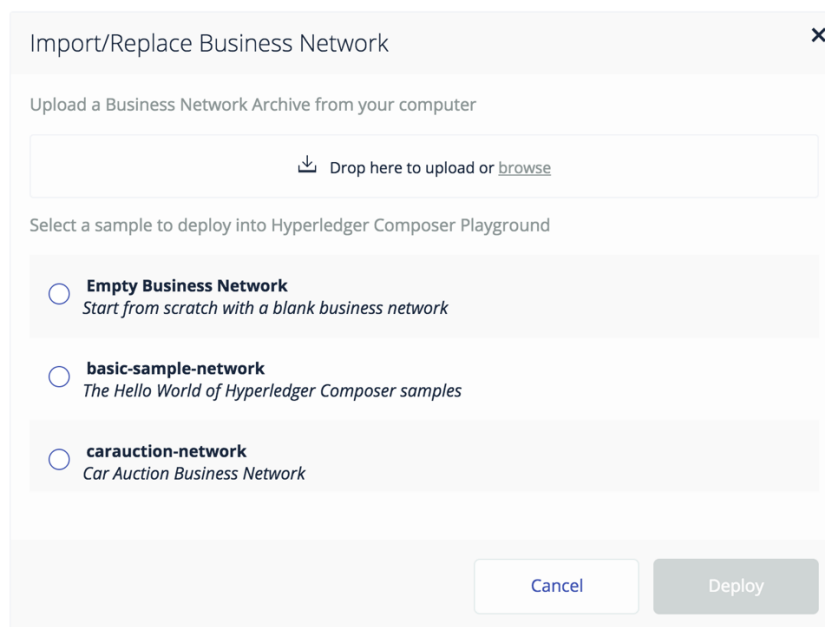 Import/Replace Business Network
Upload a Business Network Archive from your computer
Drop here to upload or browse
Select a sample to deploy into Hyperledger Composer Playground
Empty Business Network
Start from scratch with a blank business network
basic-sample-network
The Hello World of Hyperledger Composer samples
carauction-network
Car Auction Business Network
Cancel Deploy